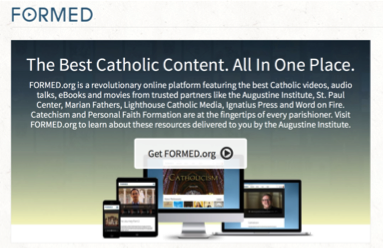 FORMED
The Best Catholic Content. All In One Place.
FORMED.org is a revolutionary online platform featuring the best Catholic videos, audio
talks, eBooks and movies from trusted partners like the Augustine Institute, St. Paul
Center, Marian Fathers, Lighthouse Catholic Media, Ignatius Press and Word on Fire.
Catechism and Personal Faith Formation are at the fingertips of every parishioner. Visit
FORMED.org to learn about these resources delivered to you by the Augustine Institute.
Get FORMED.org
CATHOLICISM